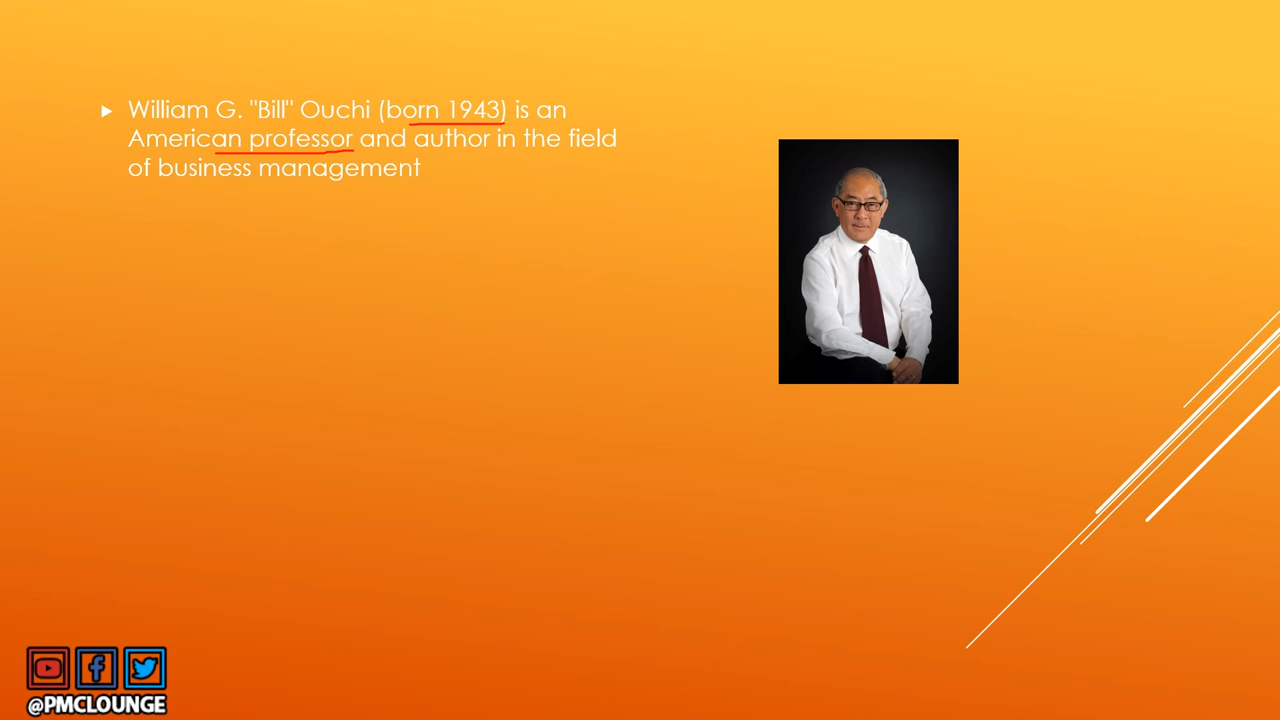 William G. "Bill" Ouchi (born 1943) is an
American professor and author in the field
of business management
@PMCLOUNGE